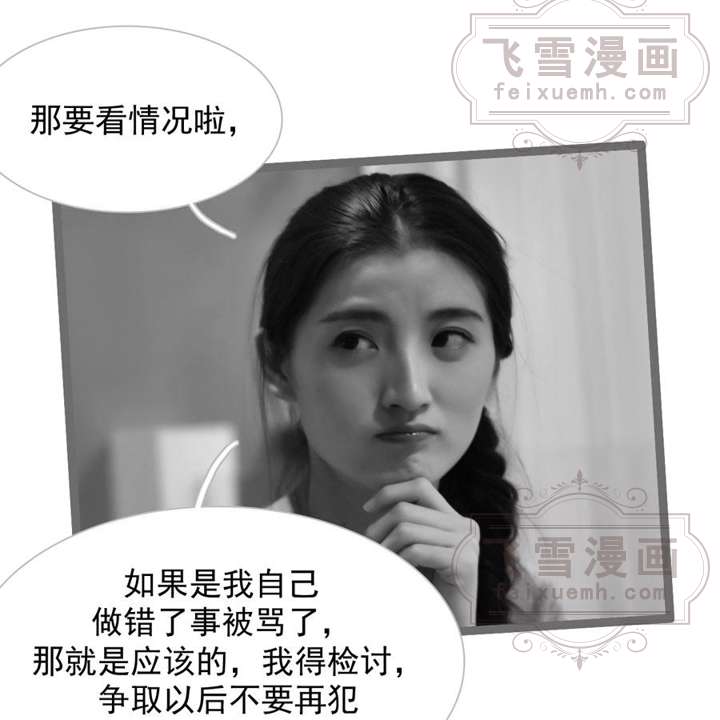 飞雪漫画
feixuemh.com
那要看情况啦，
飞雪漫画
feixuemh.com
如果是我自己
做错了事被骂了，
那就是应该的，我得检讨，
争取以后不要再犯